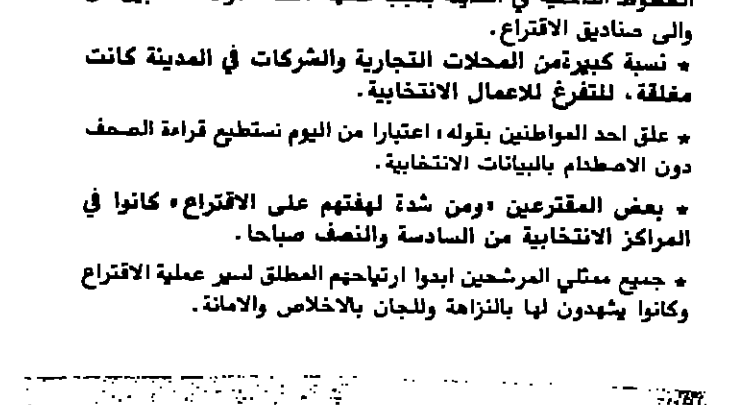 والى صناديق الاقتراع.
* نسبة كبيرة من المحلات التجارية والشركات في المدينة كانت
مغلقة، للتفرغ للاعمال الانتخابية.
* علق احد المواطنين بقوله، اعتبارا من اليوم نستطيع قراءة الصحف
دون الاصطدام بالبيانات الانتخابية.
* بعض المقترعين «ومن شدة لهفتهم على الاقتراع» كانوا في
المراكز الانتخابية من السادسة والنصف صباحا.
* جميع ممثلي المرشحين ابدوا ارتياحهم المطلق لسير عملية الاقتراع
وكانوا يشهدون لها بالنزاهة وللجان بالاخلاص والامانة.